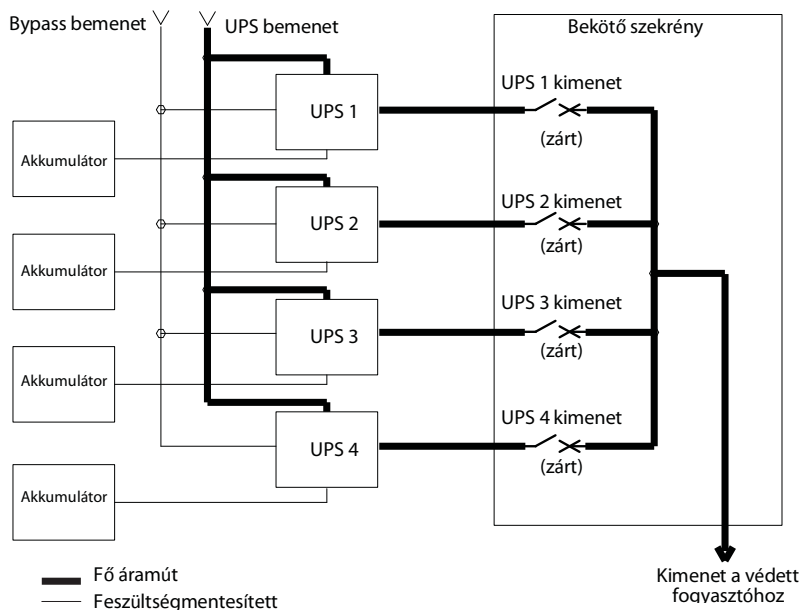 Bypass bemenet
UPS bemenet
Bekötő szekrény
UPS 1
UPS 1 kimenet
(zárt)
Akkumulátor
UPS 2
UPS 2 kimenet
(zárt)
Akkumulátor
UPS 3
UPS 3 kimenet
(zárt)
Akkumulátor
UPS 4
UPS 4 kimenet
(zárt)
Akkumulátor
Fő áramút
Feszültségmentesített
Kimenet a védett
fogyasztóhoz